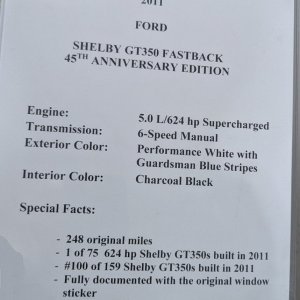 2011
FORD
SHELBY GT350 FASTBACK
45TH ANNIVERSARY EDITION
Engine: 5.0 L/624 hp Supercharged
Transmission: 6-Speed Manual
Exterior Color: Performance White with
Guardsman Blue Stripes
Interior Color: Charcoal Black
Special Facts:
- 248 original miles
- 1 of 75 624 hp Shelby GT350s built in 2011
- #100 of 159 Shelby GT350s built in 2011
- Fully documented with the original window
sticker